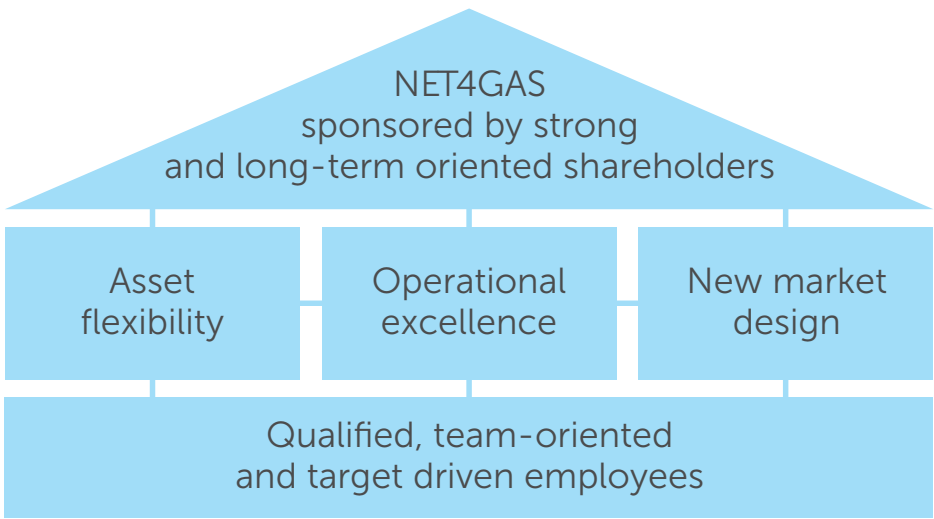 NET4GAS
sponsored by strong
and long-term oriented shareholders
Asset
flexibility
Operational
excellence
New market
design
Qualified, team-oriented
and target driven employees